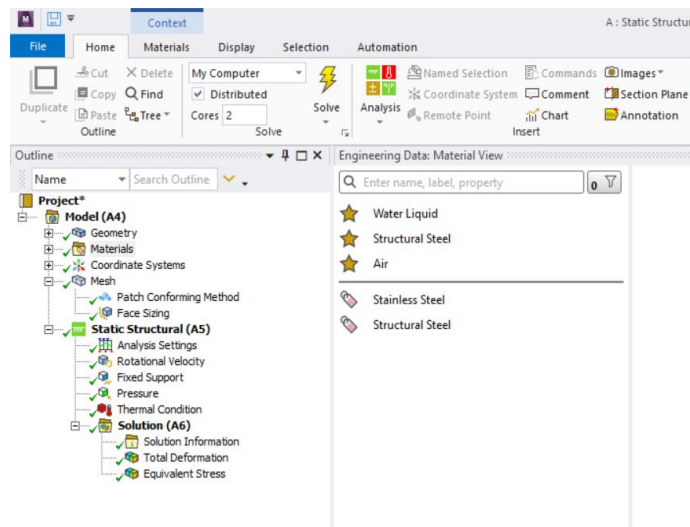 M
Context
A : Static Structur
File Home Materials Display Selection Automation
Duplicate
Cut
Copy
Paste
Delete
Find
Tree
Outline
My Computer
Distributed
Cores 2
Solve
Solve
Analysis
Named Selection
Coordinate System
Remote Point
Commands
Comment
Chart
Images
Section Plane
Annotation
Insert
Outline
Name Search Outline
Project*
Model (A4)
Geometry
Materials
Coordinate Systems
Mesh
Patch Conforming Method
Face Sizing
Static Structural (A5)
Analysis Settings
Rotational Velocity
Fixed Support
Pressure
Thermal Condition
Solution (A6)
Solution Information
Total Deformation
Equivalent Stress
Engineering Data: Material View
Enter name, label, property 0
Water Liquid
Structural Steel
Air
Stainless Steel
Structural Steel